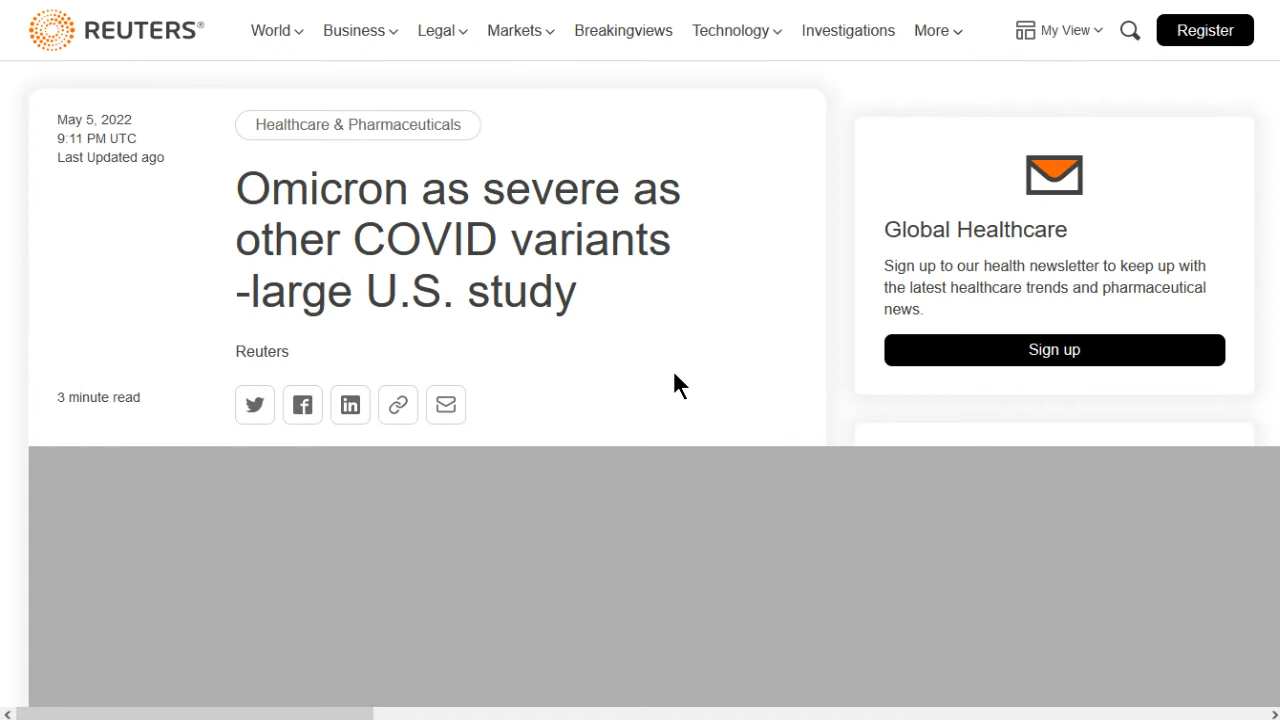 REUTERS®
World Business Legal Markets Breakingviews Technology Investigations More My View Register
May 5, 2022
9:11 PM UTC
Last Updated ago
Healthcare & Pharmaceuticals
Omicron as severe as
other COVID variants
-large U.S. study
Reuters
3 minute read
Global Healthcare
Sign up to our health newsletter to keep up with
the latest healthcare trends and pharmaceutical
news.
Sign up